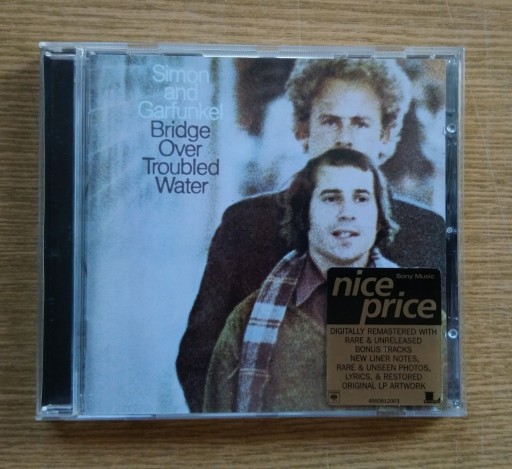 Simon
and
Garfunkel
Bridge
Over
Troubled
Water
Sony Music
nice
price
DIGITALLY REMASTERED WITH
RARE & UNRELEASED
BONUS TRACKS
NEW LINER NOTES,
RARE & UNSEEN PHOTOS,
LYRICS, & RESTORED
ORIGINAL LP ARTWORK